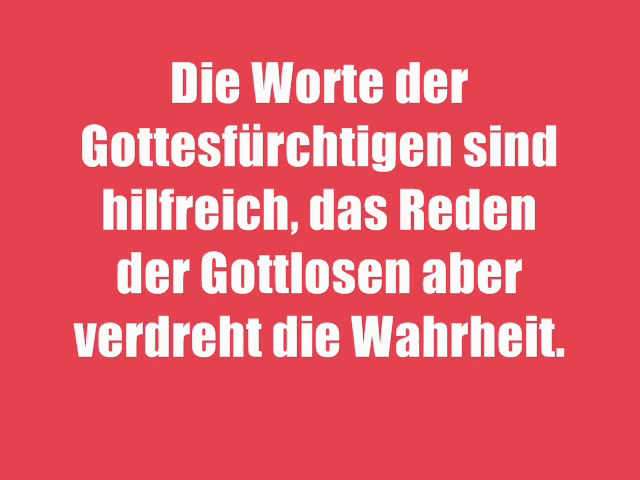 Die Worte der
Gottesfürchtigen sind
hilfreich, das Reden
der Gottlosen aber
verdreht die Wahrheit.